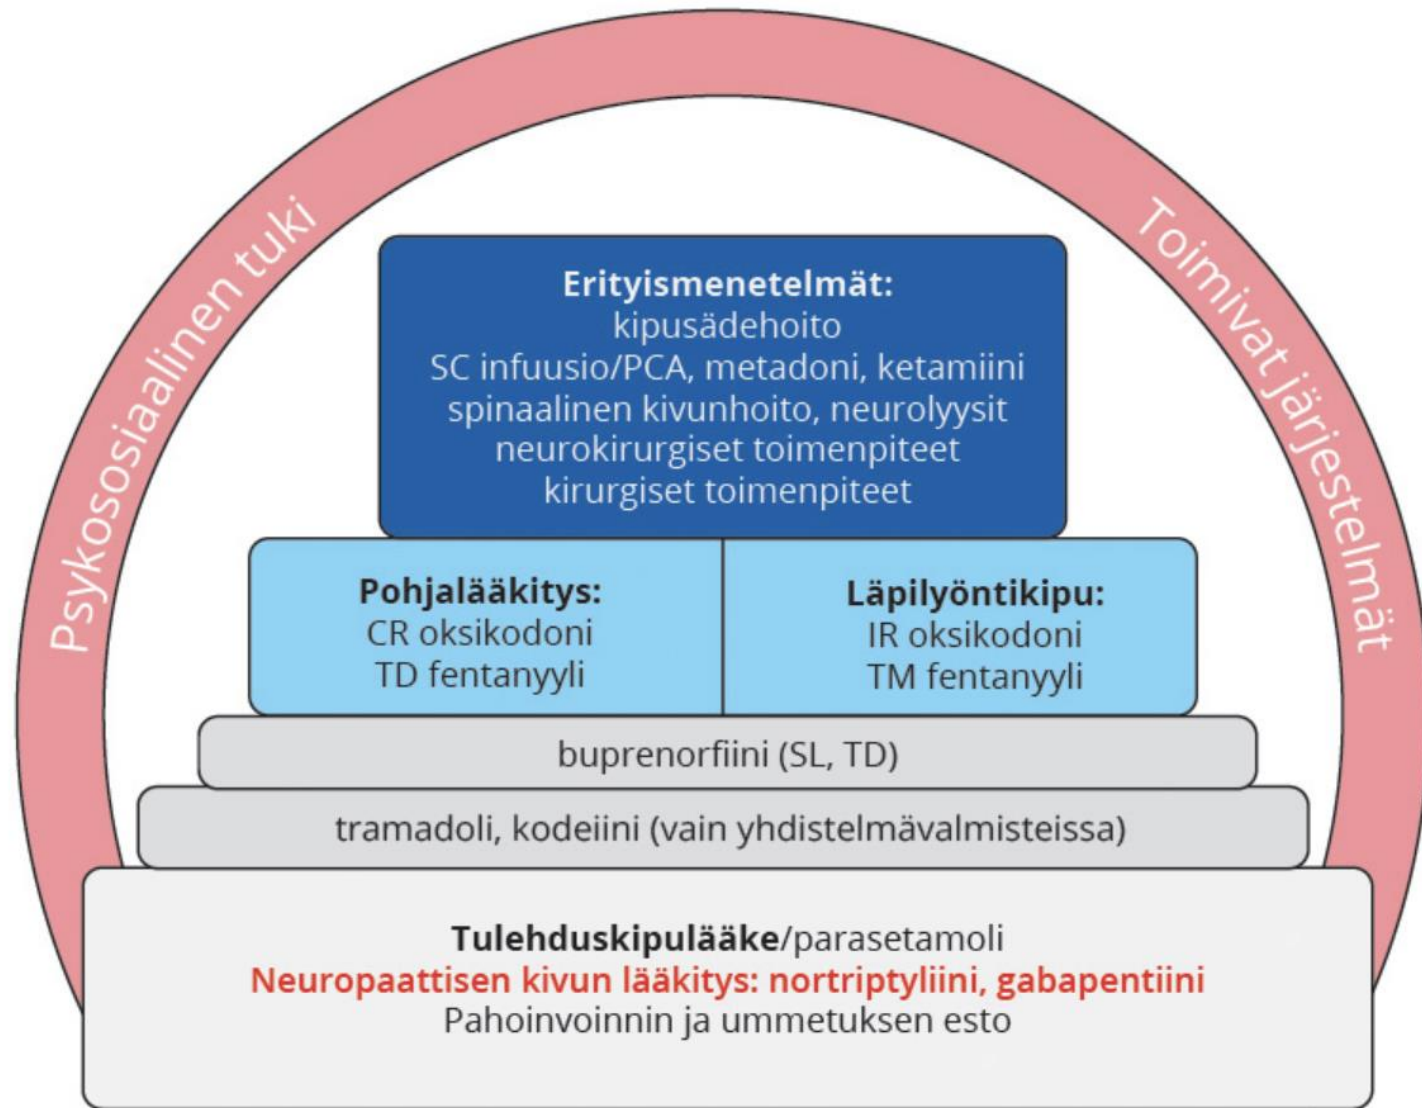 Psykososiaalinen tuki
Toimivat järjestelmät
Erityismenetelmät:
kipusädehoito
SC infuusio/PCA, metadoni, ketamiini
spinaalinen kivunhoito, neurolyysit
neurokirurgiset toimenpiteet
kirurgiset toimenpiteet
Pohjalääkitys:
CR oksikodoni
TD fentanyyli
Läpilyöntikipu:
IR oksikodoni
TM fentanyyli
buprenorfiini (SL, TD)
tramadoli, kodeiini (vain yhdistelmävalmisteissa)
Tulehduskipulääke/parasetamoli
Neuropaattisen kivun lääkitys: nortriptyliini, gabapentiini
Pahoinvoinnin ja ummetuksen esto